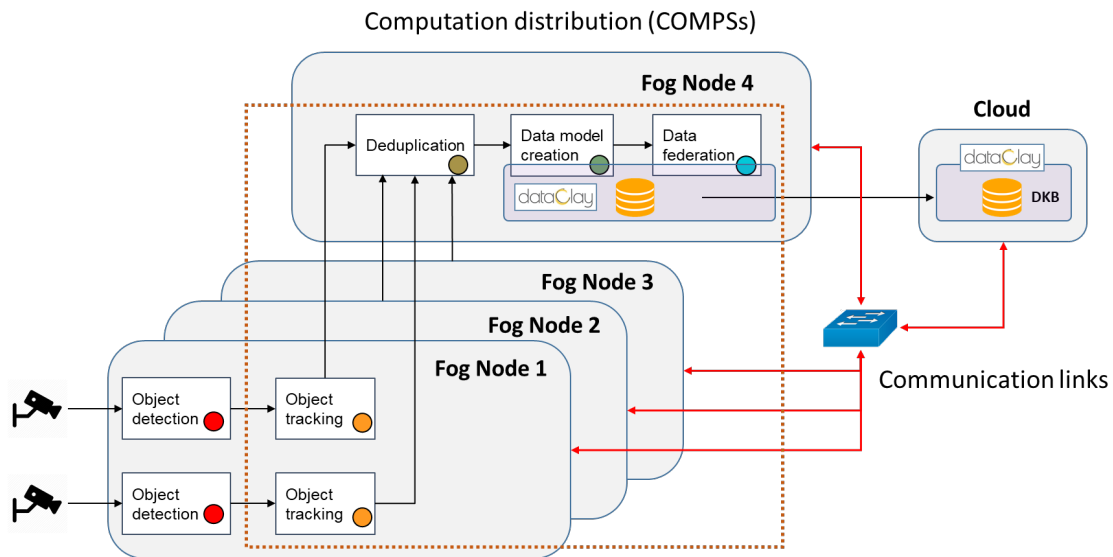 Computation distribution (COMPSs)
Fog Node 4
Deduplication
Data model
creation
Data
federation
dataClay
Cloud
dataClay
DKB
Fog Node 3
Fog Node 2
Fog Node 1
Object
detection
Object
tracking
Communication links
Object
detection
Object
tracking